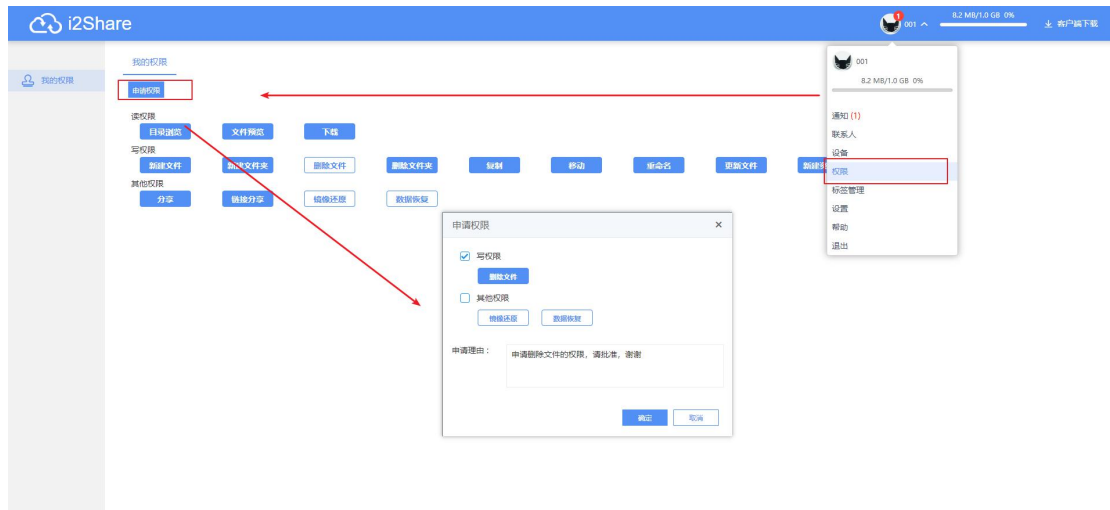 i2Share
1
001
8.2 MB/1.0 GB 0%
客户端下载
我的权限
我的权限
申请权限
读权限
目录浏览 文件预览 下载
写权限
新建文件 新建文件夹 删除文件 删除文件夹 复制 移动 重命名 更新文件
其他权限
分享 链接分享 镜像还原 数据恢复
001
8.2 MB/1.0 GB 0%
通知 (1)
联系人
设备
权限
标签管理
设置
帮助
退出
申请权限
写权限
删除文件
其他权限
镜像还原 数据恢复
申请理由:
申请删除文件的权限,请批准,谢谢
确定 取消